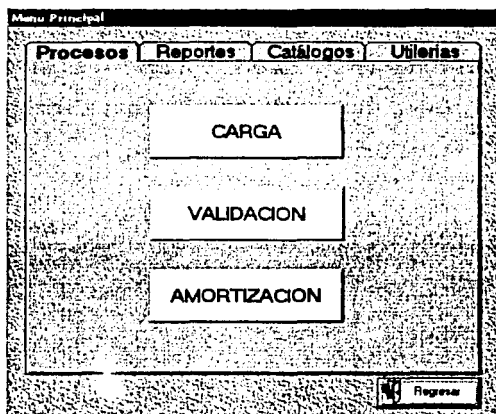 Menu Principal
Procesos Reportes Catálogos Utilerias
CARGA
VALIDACION
AMORTIZACION
Regresar